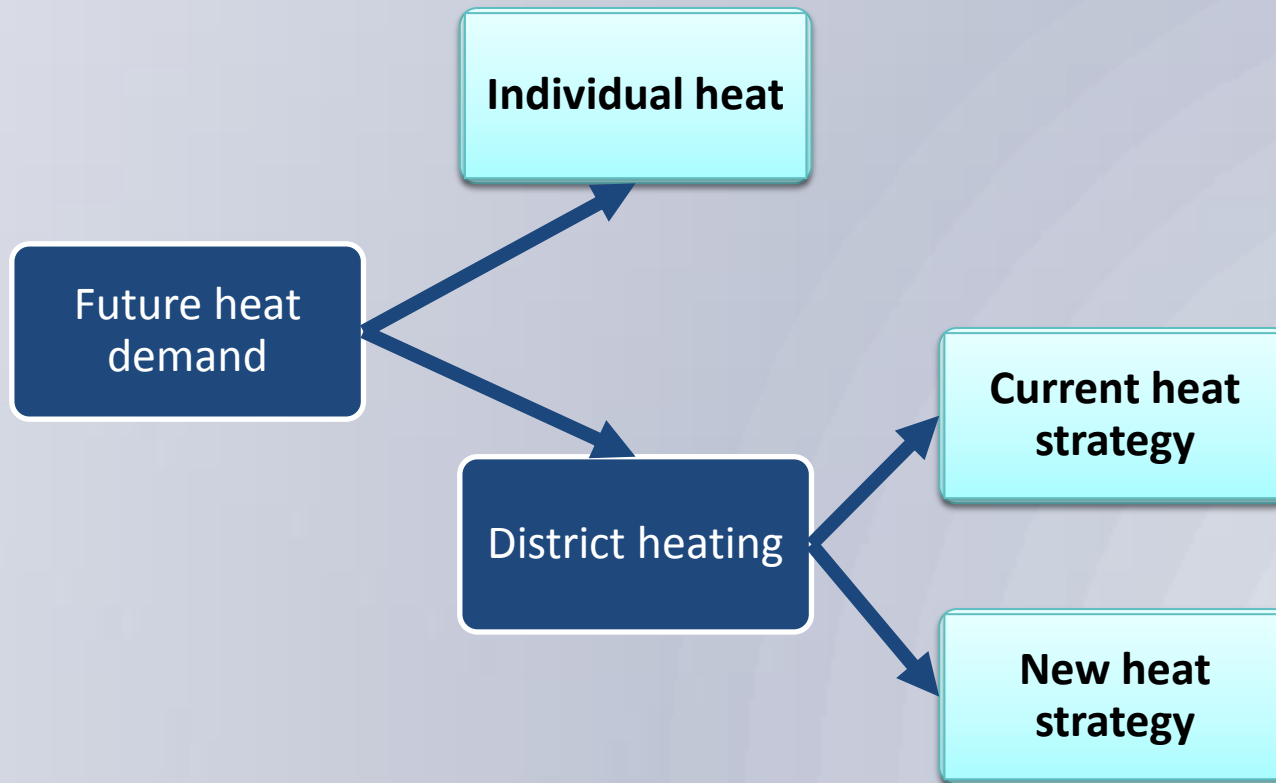 Individual heat
Future heat
demand
Current heat
strategy
District heating
New heat
strategy